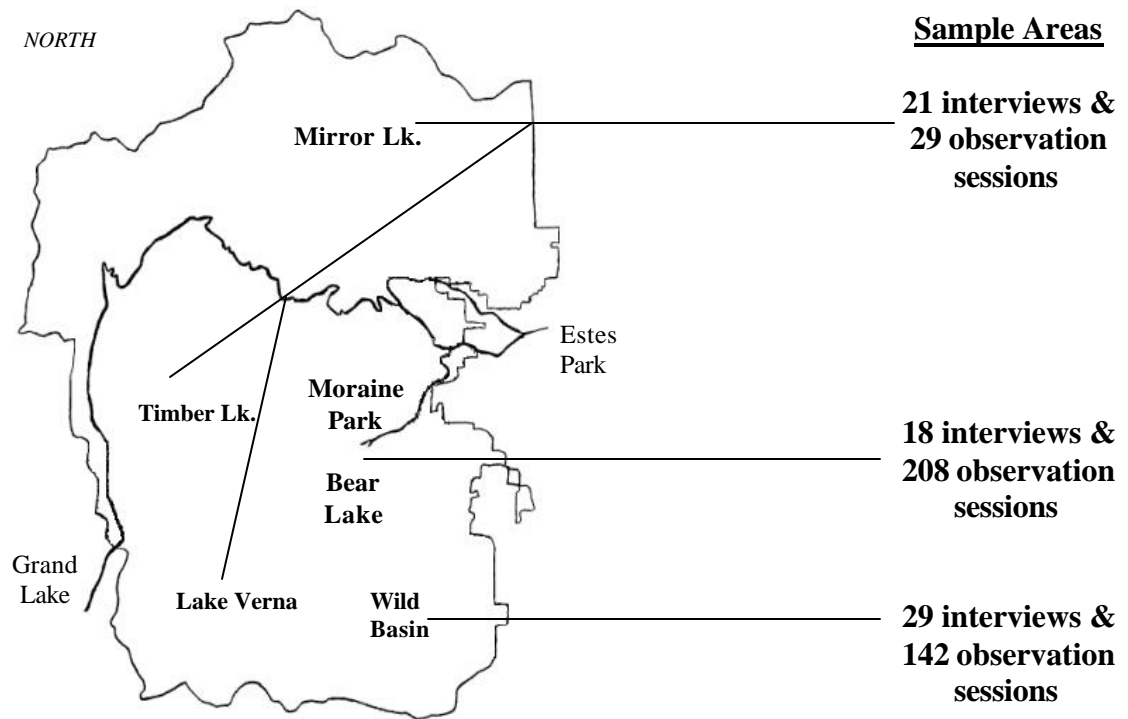 NORTH
Sample Areas
21 interviews &
29 observation
sessions
Mirror Lk.
Estes
Park
Moraine
Park
Timber Lk.
18 interviews &
208 observation
sessions
Bear
Lake
Grand
Lake
Lake Verna
Wild
Basin
29 interviews &
142 observation
sessions